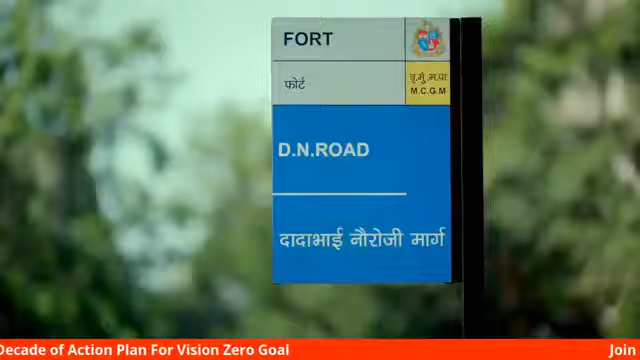 FORT
फोर्ट
बृ.मुं.म.पा
M.C.G.M
D.N.ROAD
दादाभाई नौरोजी मार्ग
Decade of Action Plan For Vision Zero Goal
Join